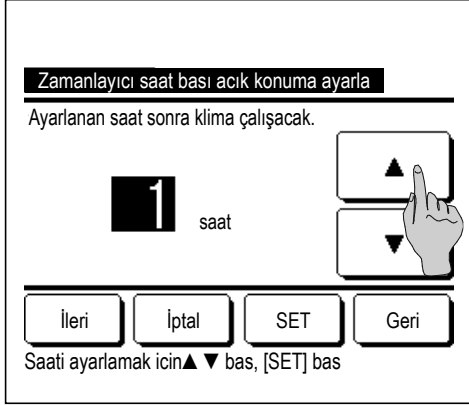 Zamanlayıcı saat bası acık konuma ayarla
Ayarlanan saat sonra klima çalışacak.
▲
1 saat
▼
İleri İptal SET Geri
Saati ayarlamak icin▲ ▼ bas, [SET] bas